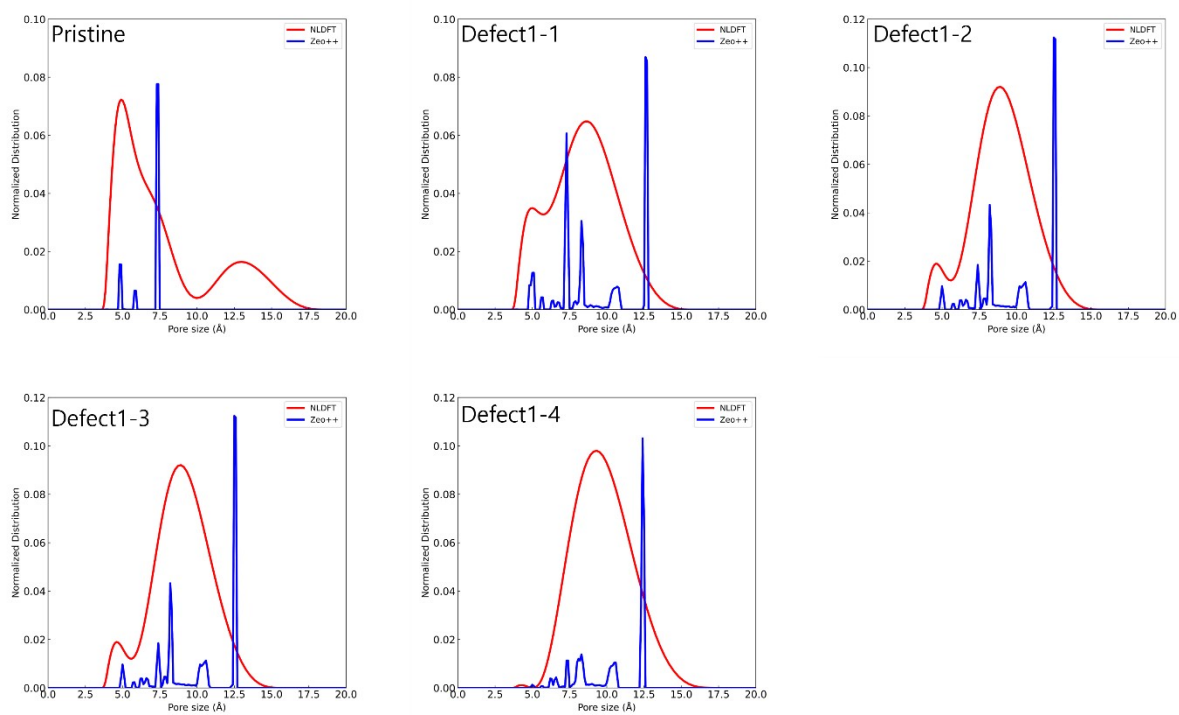 Pristine
NLDFT
Zeo++
0.10
0.08
0.06
0.04
0.02
0.00
Normalized Distribution
0.0 2.5 5.0 7.5 10.0 12.5 15.0 17.5 20.0
Pore size (Å)
Defect1-1
NLDFT
Zeo++
0.10
0.08
0.06
0.04
0.02
0.00
Normalized Distribution
0.0 2.5 5.0 7.5 10.0 12.5 15.0 17.5 20.0
Pore size (Å)
Defect1-2
NLDFT
Zeo++
0.12
0.10
0.08
0.06
0.04
0.02
0.00
Normalized Distribution
0.0 2.5 5.0 7.5 10.0 12.5 15.0 17.5 20.0
Pore size (Å)
Defect1-3
NLDFT
Zeo++
0.12
0.10
0.08
0.06
0.04
0.02
0.00
Normalized Distribution
0.0 2.5 5.0 7.5 10.0 12.5 15.0 17.5 20.0
Pore size (Å)
Defect1-4
NLDFT
Zeo++
0.12
0.10
0.08
0.06
0.04
0.02
0.00
Normalized Distribution
0.0 2.5 5.0 7.5 10.0 12.5 15.0 17.5 20.0
Pore size (Å)